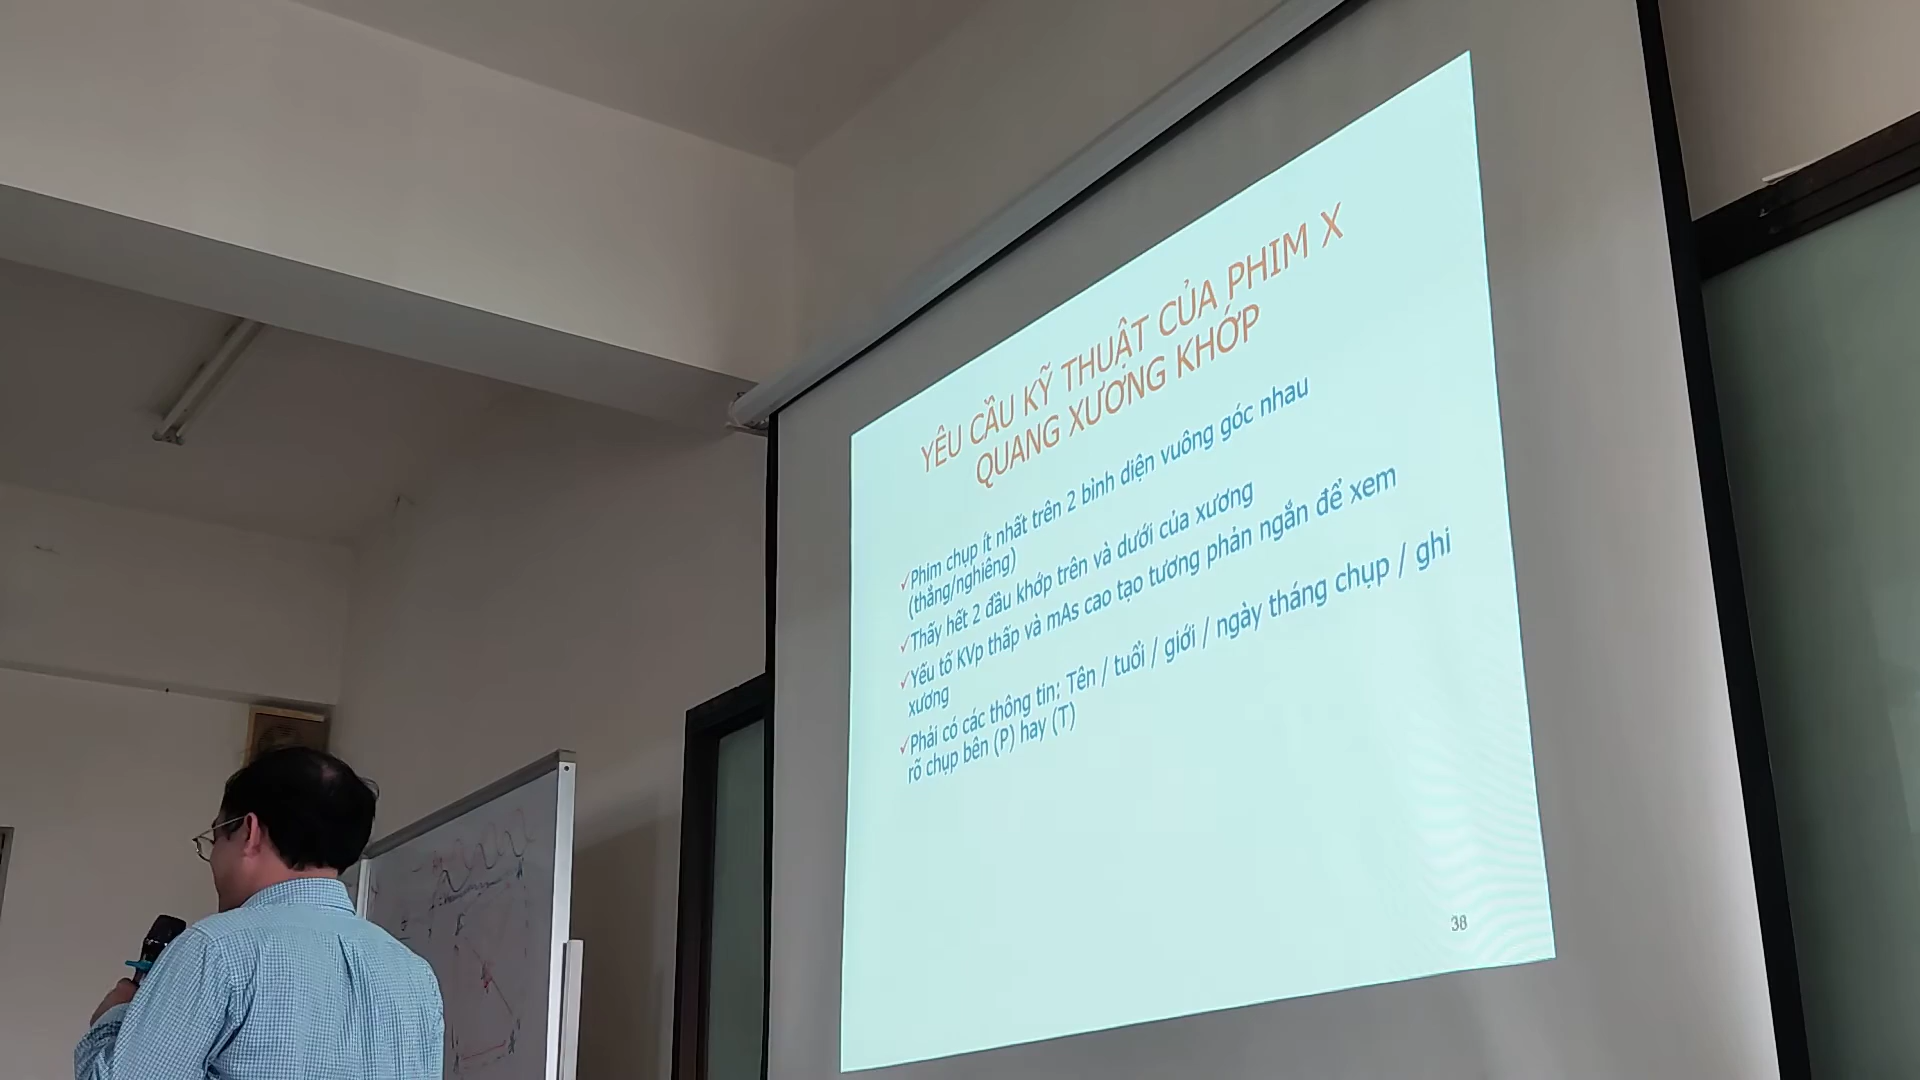 YÊU CẦU KỸ THUẬT CỦA PHIM X
QUANG XƯƠNG KHỚP
✓Phim chụp ít nhất trên 2 bình diện vuông góc nhau
(thẳng/nghiêng)
✓Thấy hết 2 đầu khớp trên và dưới của xương
✓Yếu tố KVp thấp và mAs cao tạo tương phản ngắn để xem
xương
✓Phải có các thông tin: Tên / tuổi / giới / ngày tháng chụp / ghi
rõ chụp bên (P) hay (T)
38